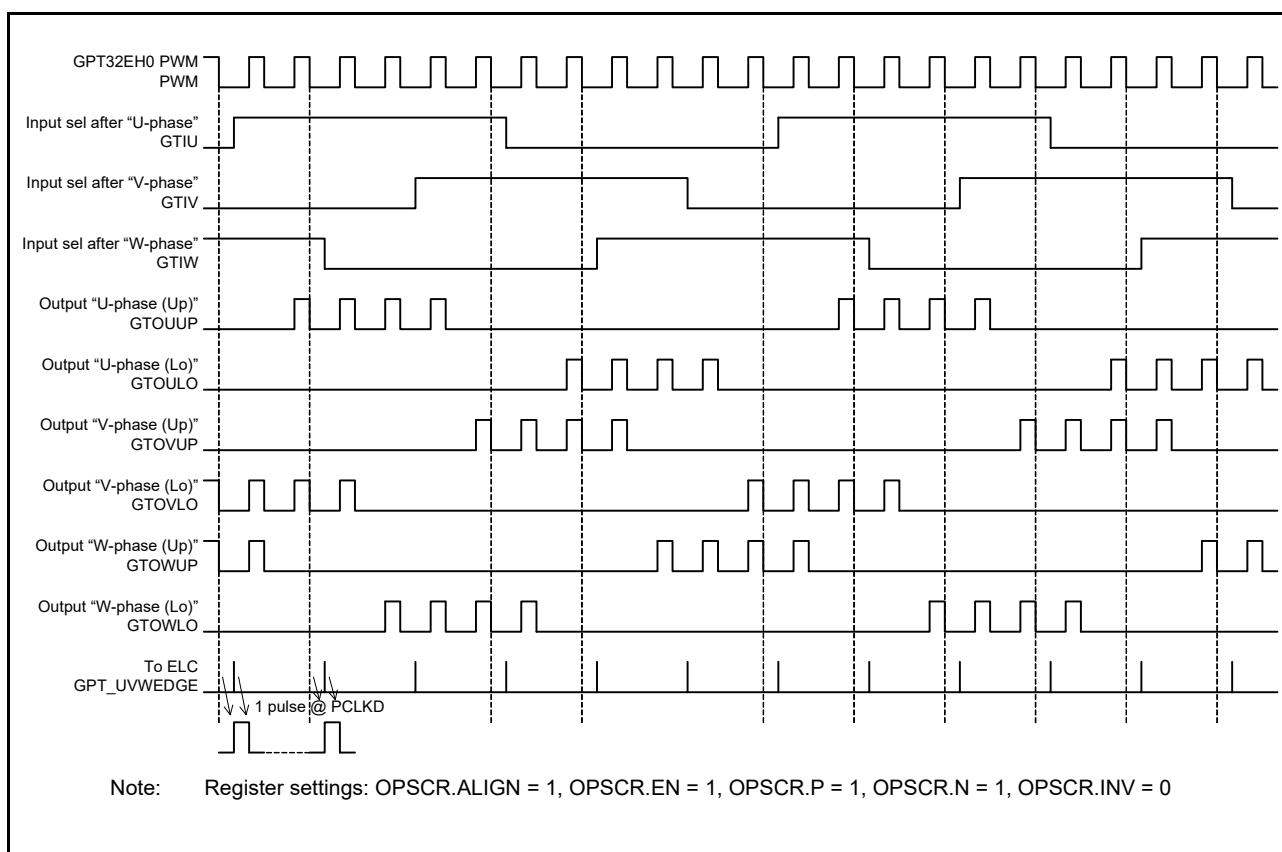 GPT32EH0 PWM
PWM
Input sel after “U-phase”
GTIU
Input sel after “V-phase”
GTIV
Input sel after “W-phase”
GTIW
Output “U-phase (Up)”
GTOUUP
Output “U-phase (Lo)”
GTOULO
Output “V-phase (Up)”
GTOVUP
Output “V-phase (Lo)”
GTOVLO
Output “W-phase (Up)”
GTOWUP
Output “W-phase (Lo)”
GTOWLO
To ELC
GPT_UVWEDGE
1 pulse @ PCLKD
Note: Register settings: OPSCR.ALIGN = 1, OPSCR.EN = 1, OPSCR.P = 1, OPSCR.N = 1, OPSCR.INV = 0